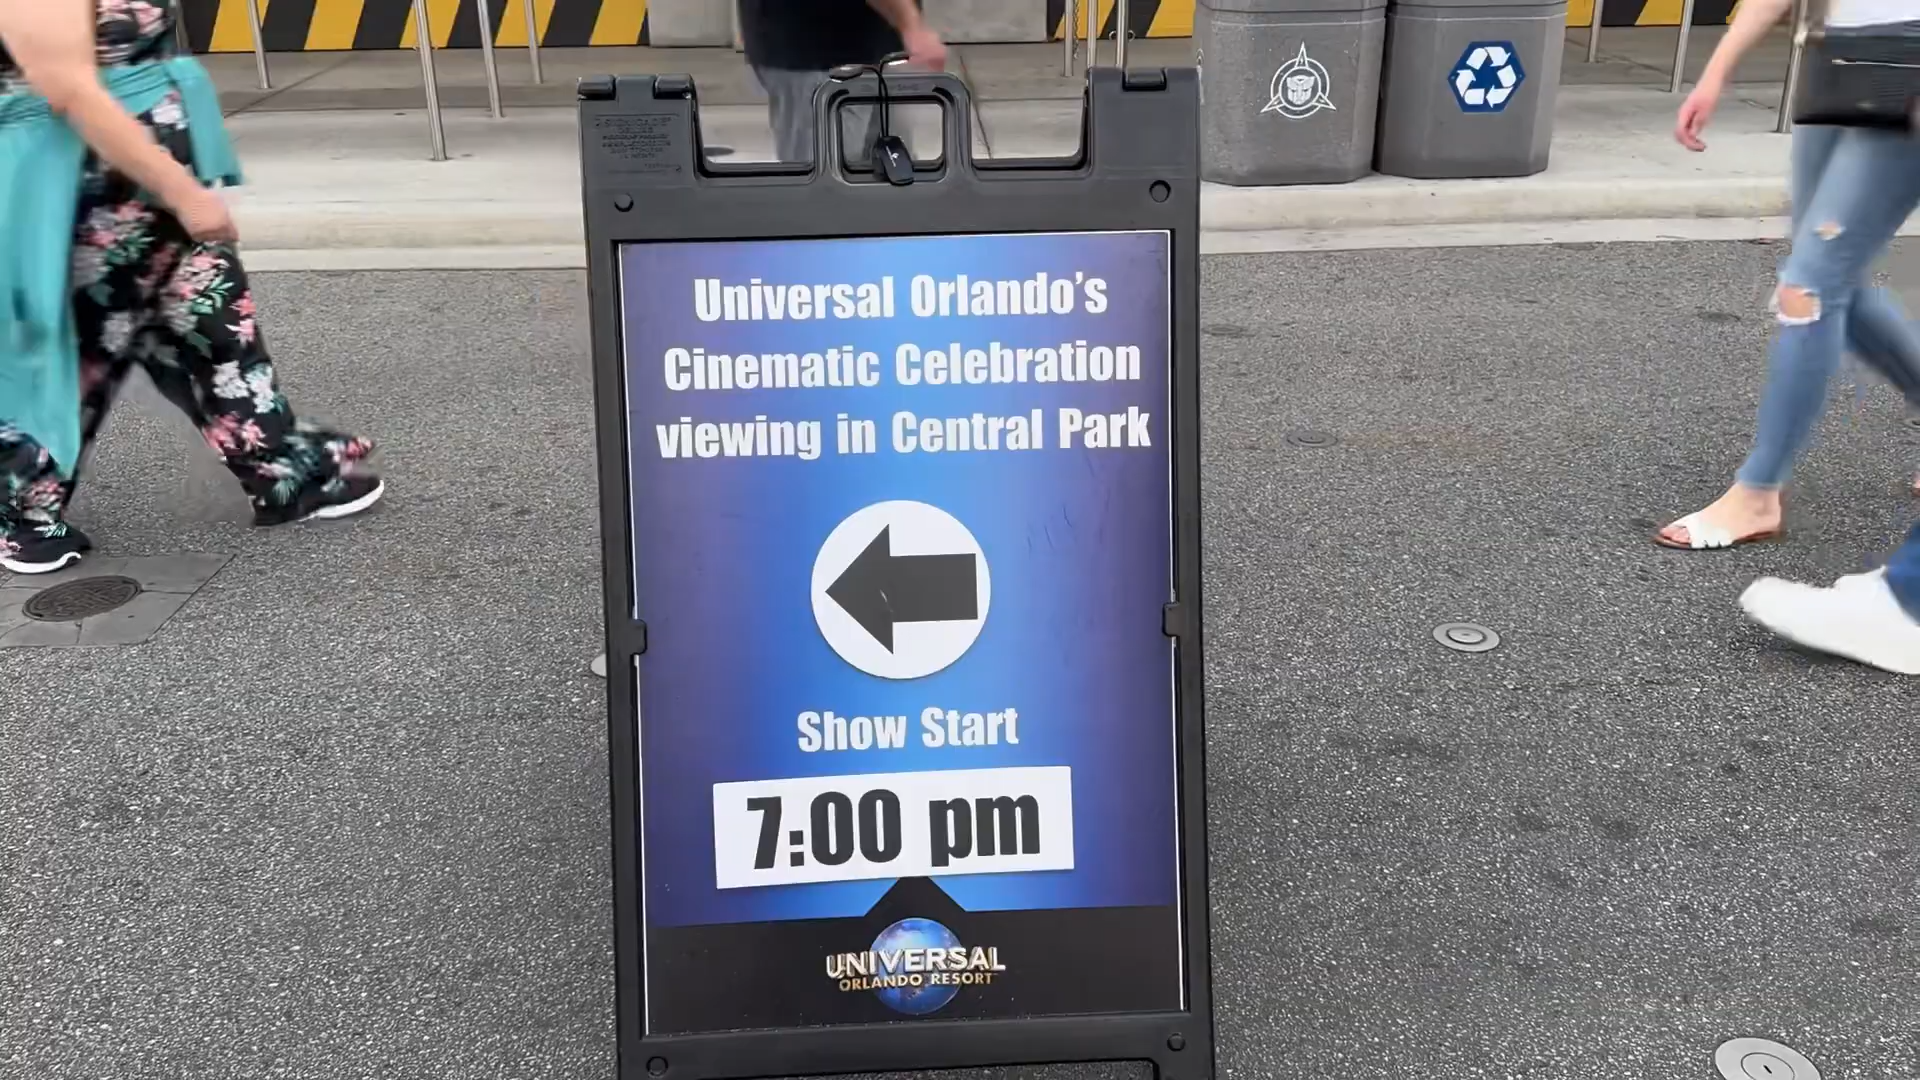 Universal Orlando's
Cinematic Celebration
viewing in Central Park
Show Start
7:00 pm
UNIVERSAL
ORLANDO RESORT